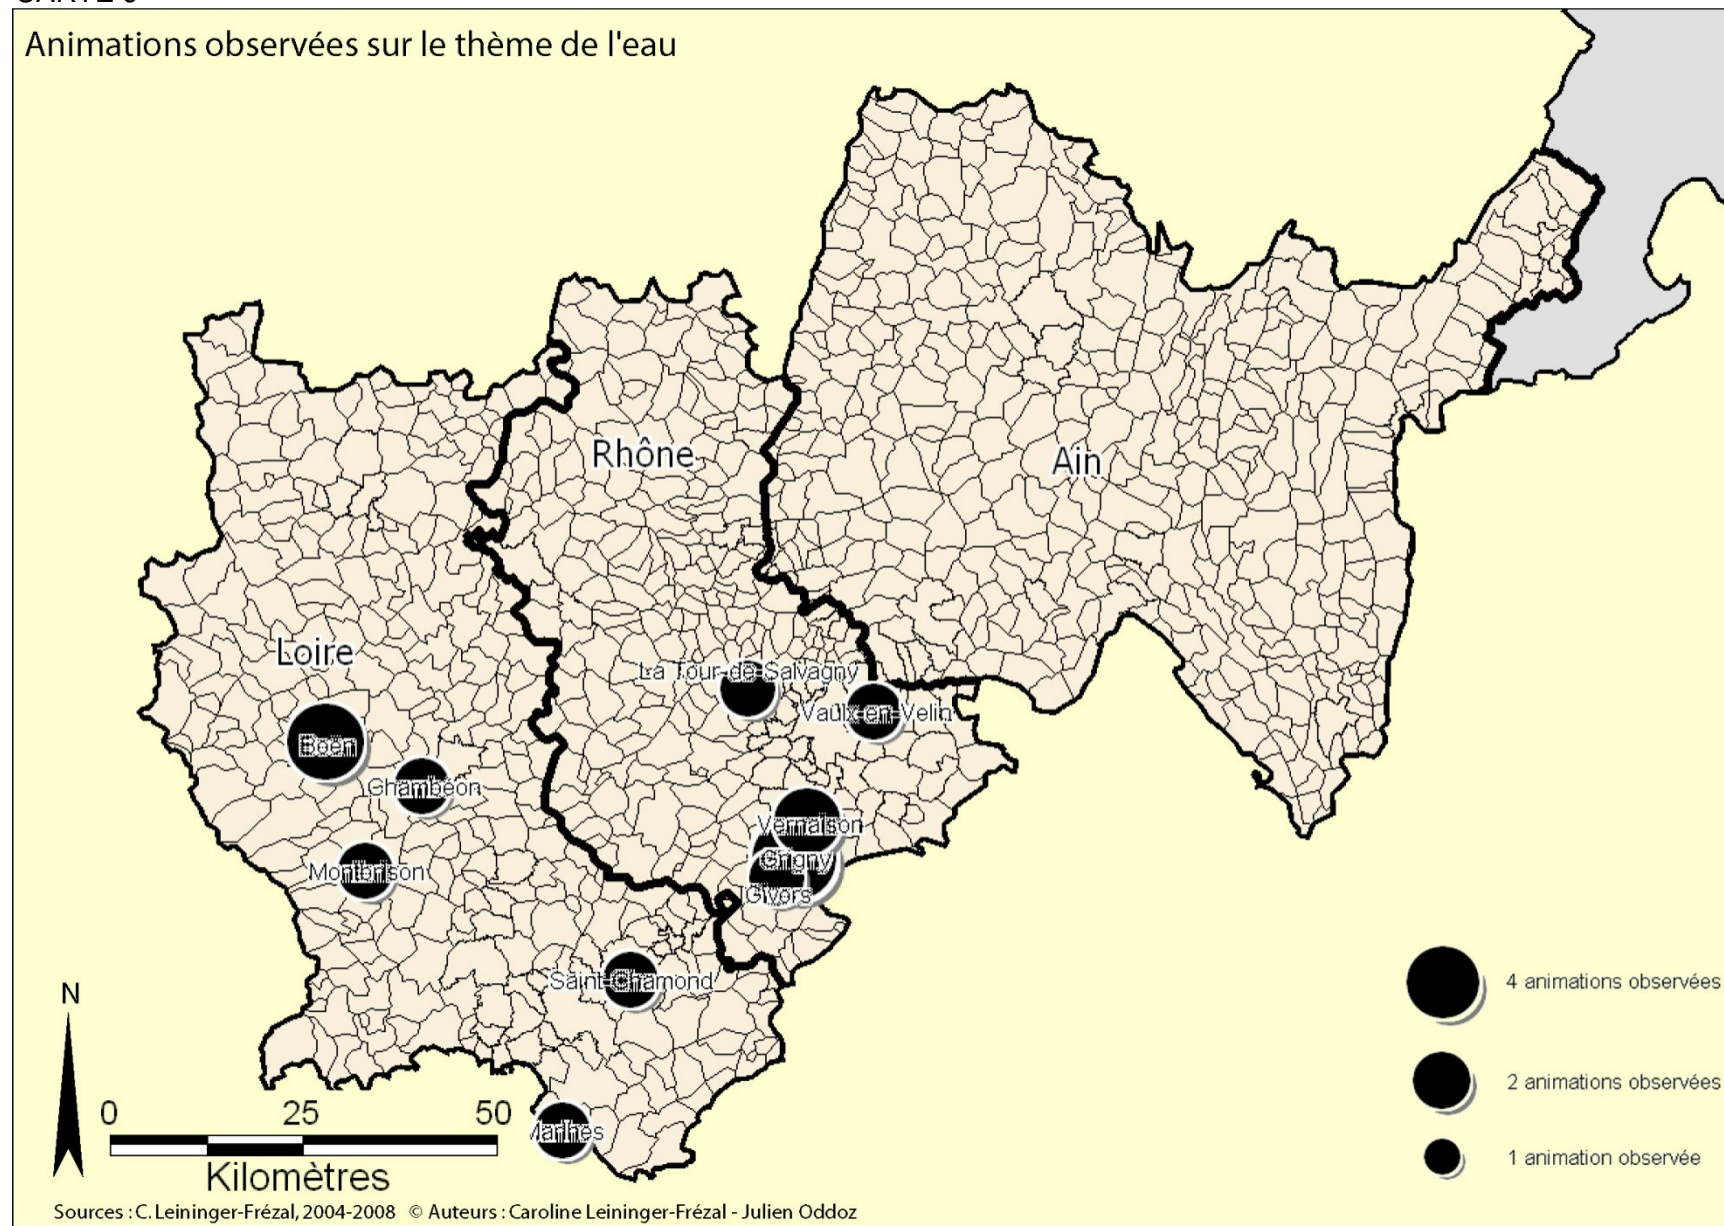 Animations observées sur le thème de l'eau
Rhône
Ain
Loire
La Tour-de-Salvagny
Vaulx-en-Velin
Boën
Chambéon
Vernaison
Grigny
Montbrison
Givors
Saint-Chamond
Marlhes
4 animations observées
2 animations observées
1 animation observée
N
0 25 50
Kilomètres
Sources : C. Leininger-Frézal, 2004-2008 © Auteurs : Caroline Leininger-Frézal - Julien Oddoz